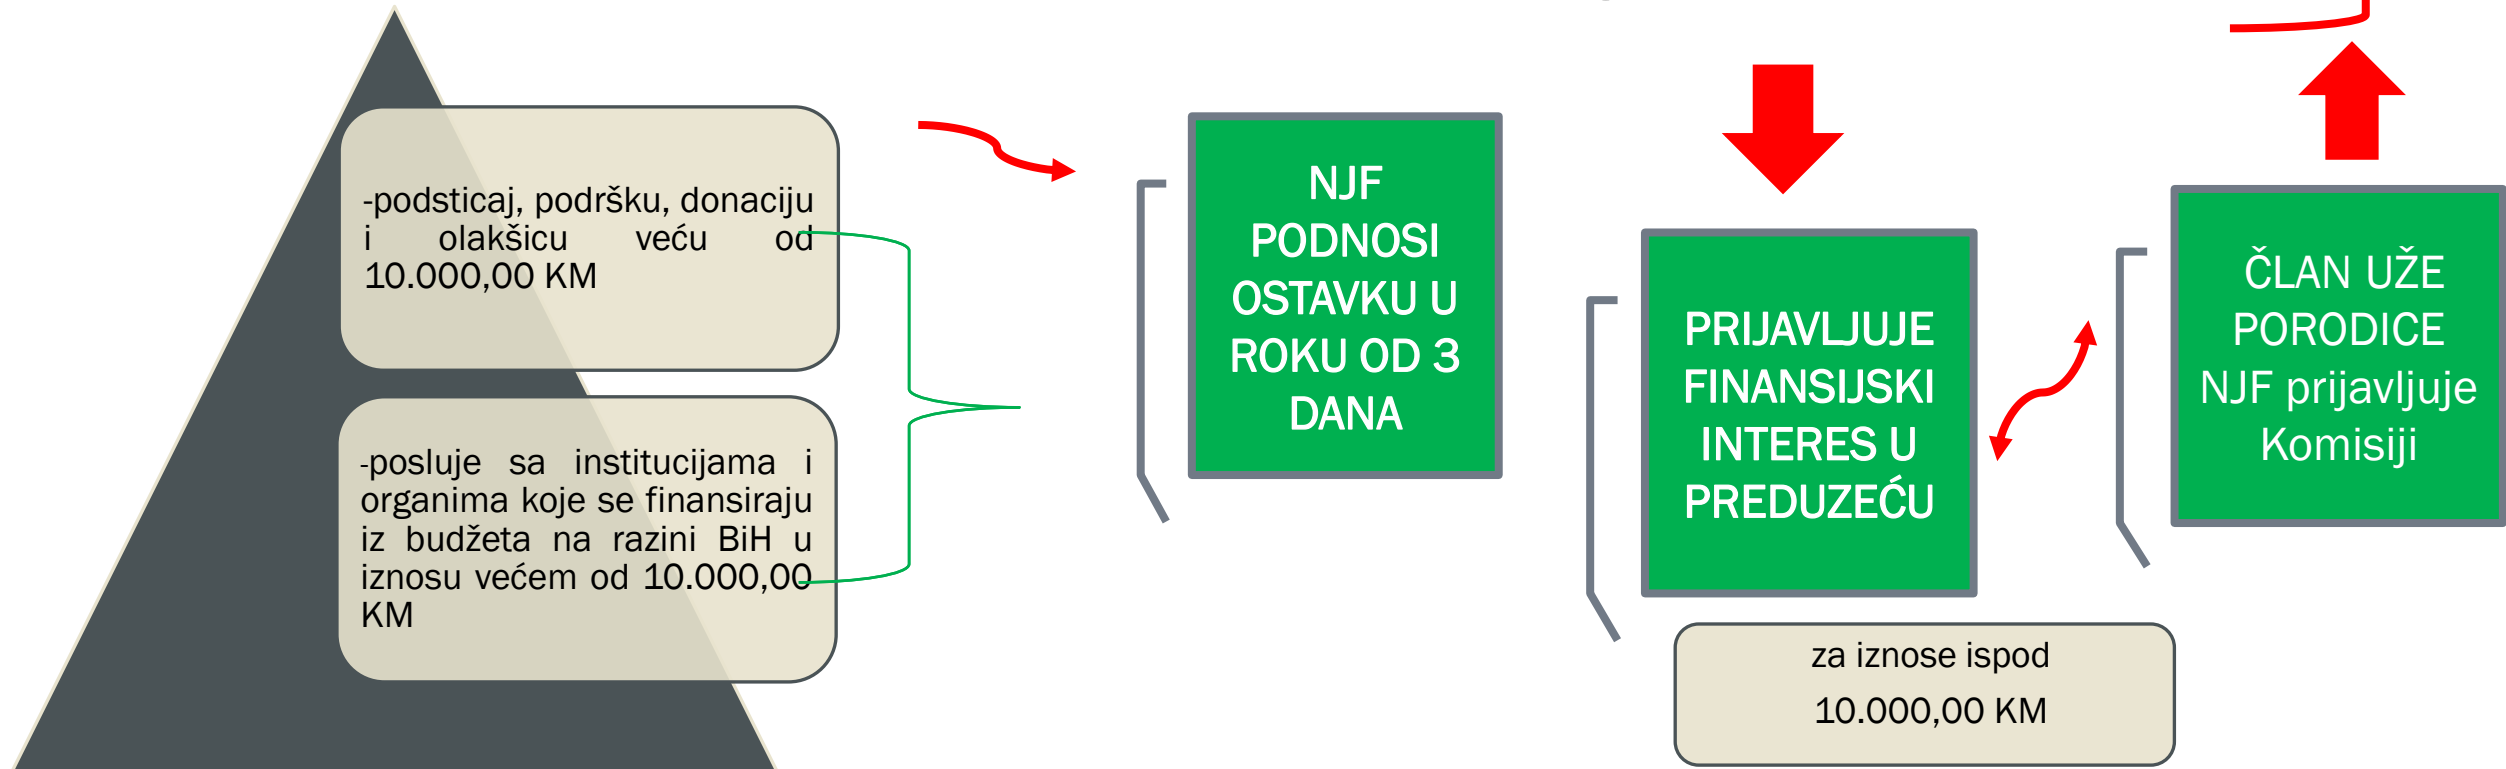 -podsticaj, podršku, donaciju
i olakšicu veću od
10.000,00 KM
-posluje sa institucijama i
organima koje se finansiraju
iz budžeta na razini BiH u
iznosu većem od 10.000,00
KM
NJF
PODNOSI
OSTAVKU U
ROKU OD 3
DANA
PRIJAVLJUJE
FINANSIJSKI
INTERES U
PREDUZEĆU
za iznose ispod
10.000,00 KM
ČLAN UŽE
PORODICE
NJF prijavljuje
Komisiji